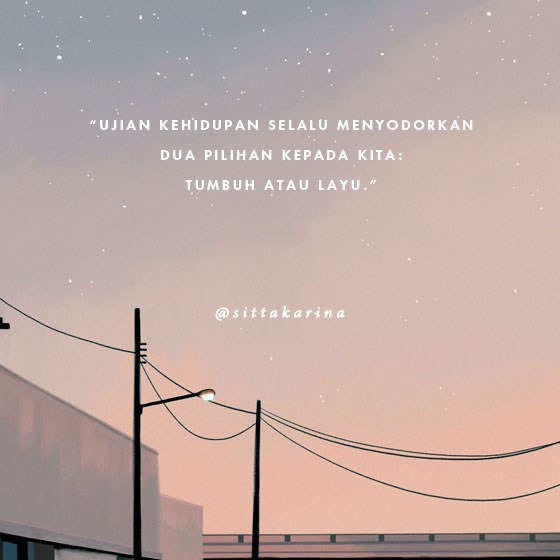 “UJIAN KEHIDUPAN SELALU MENYODORKAN
DUA PILIHAN KEPADA KITA:
TUMBUH ATAU LAYU.”
@sittakarina